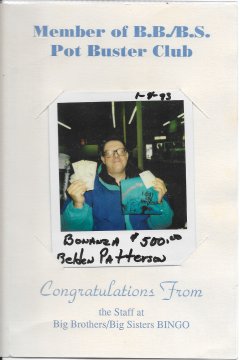 Member of B.B./B.S.
Pot Buster Club
1-8-93
BONANZA $500.00
Belden Patterson
Congratulations From
the Staff at
Big Brothers/Big Sisters BINGO